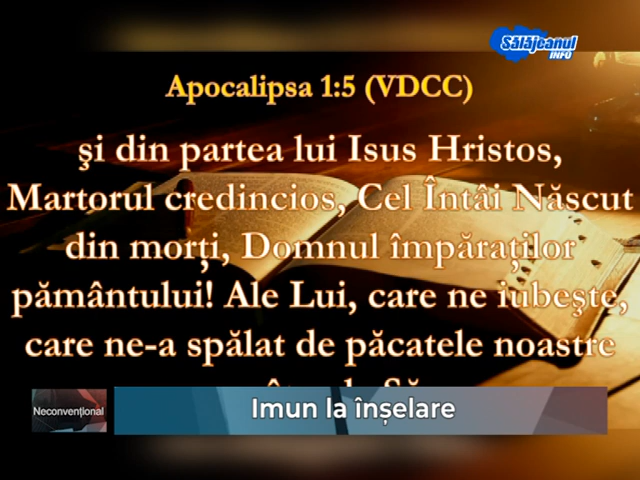 Sălăjeanul
INFO
Apocalipsa 1:5 (VDCC)
şi din partea lui Isus Hristos,
Martorul credincios, Cel Întâi Născut
din morţi, Domnul împăraţilor
pământului! Ale Lui, care ne iubeşte,
care ne-a spălat de păcatele noastre
Neconvențional
Imun la înșelare